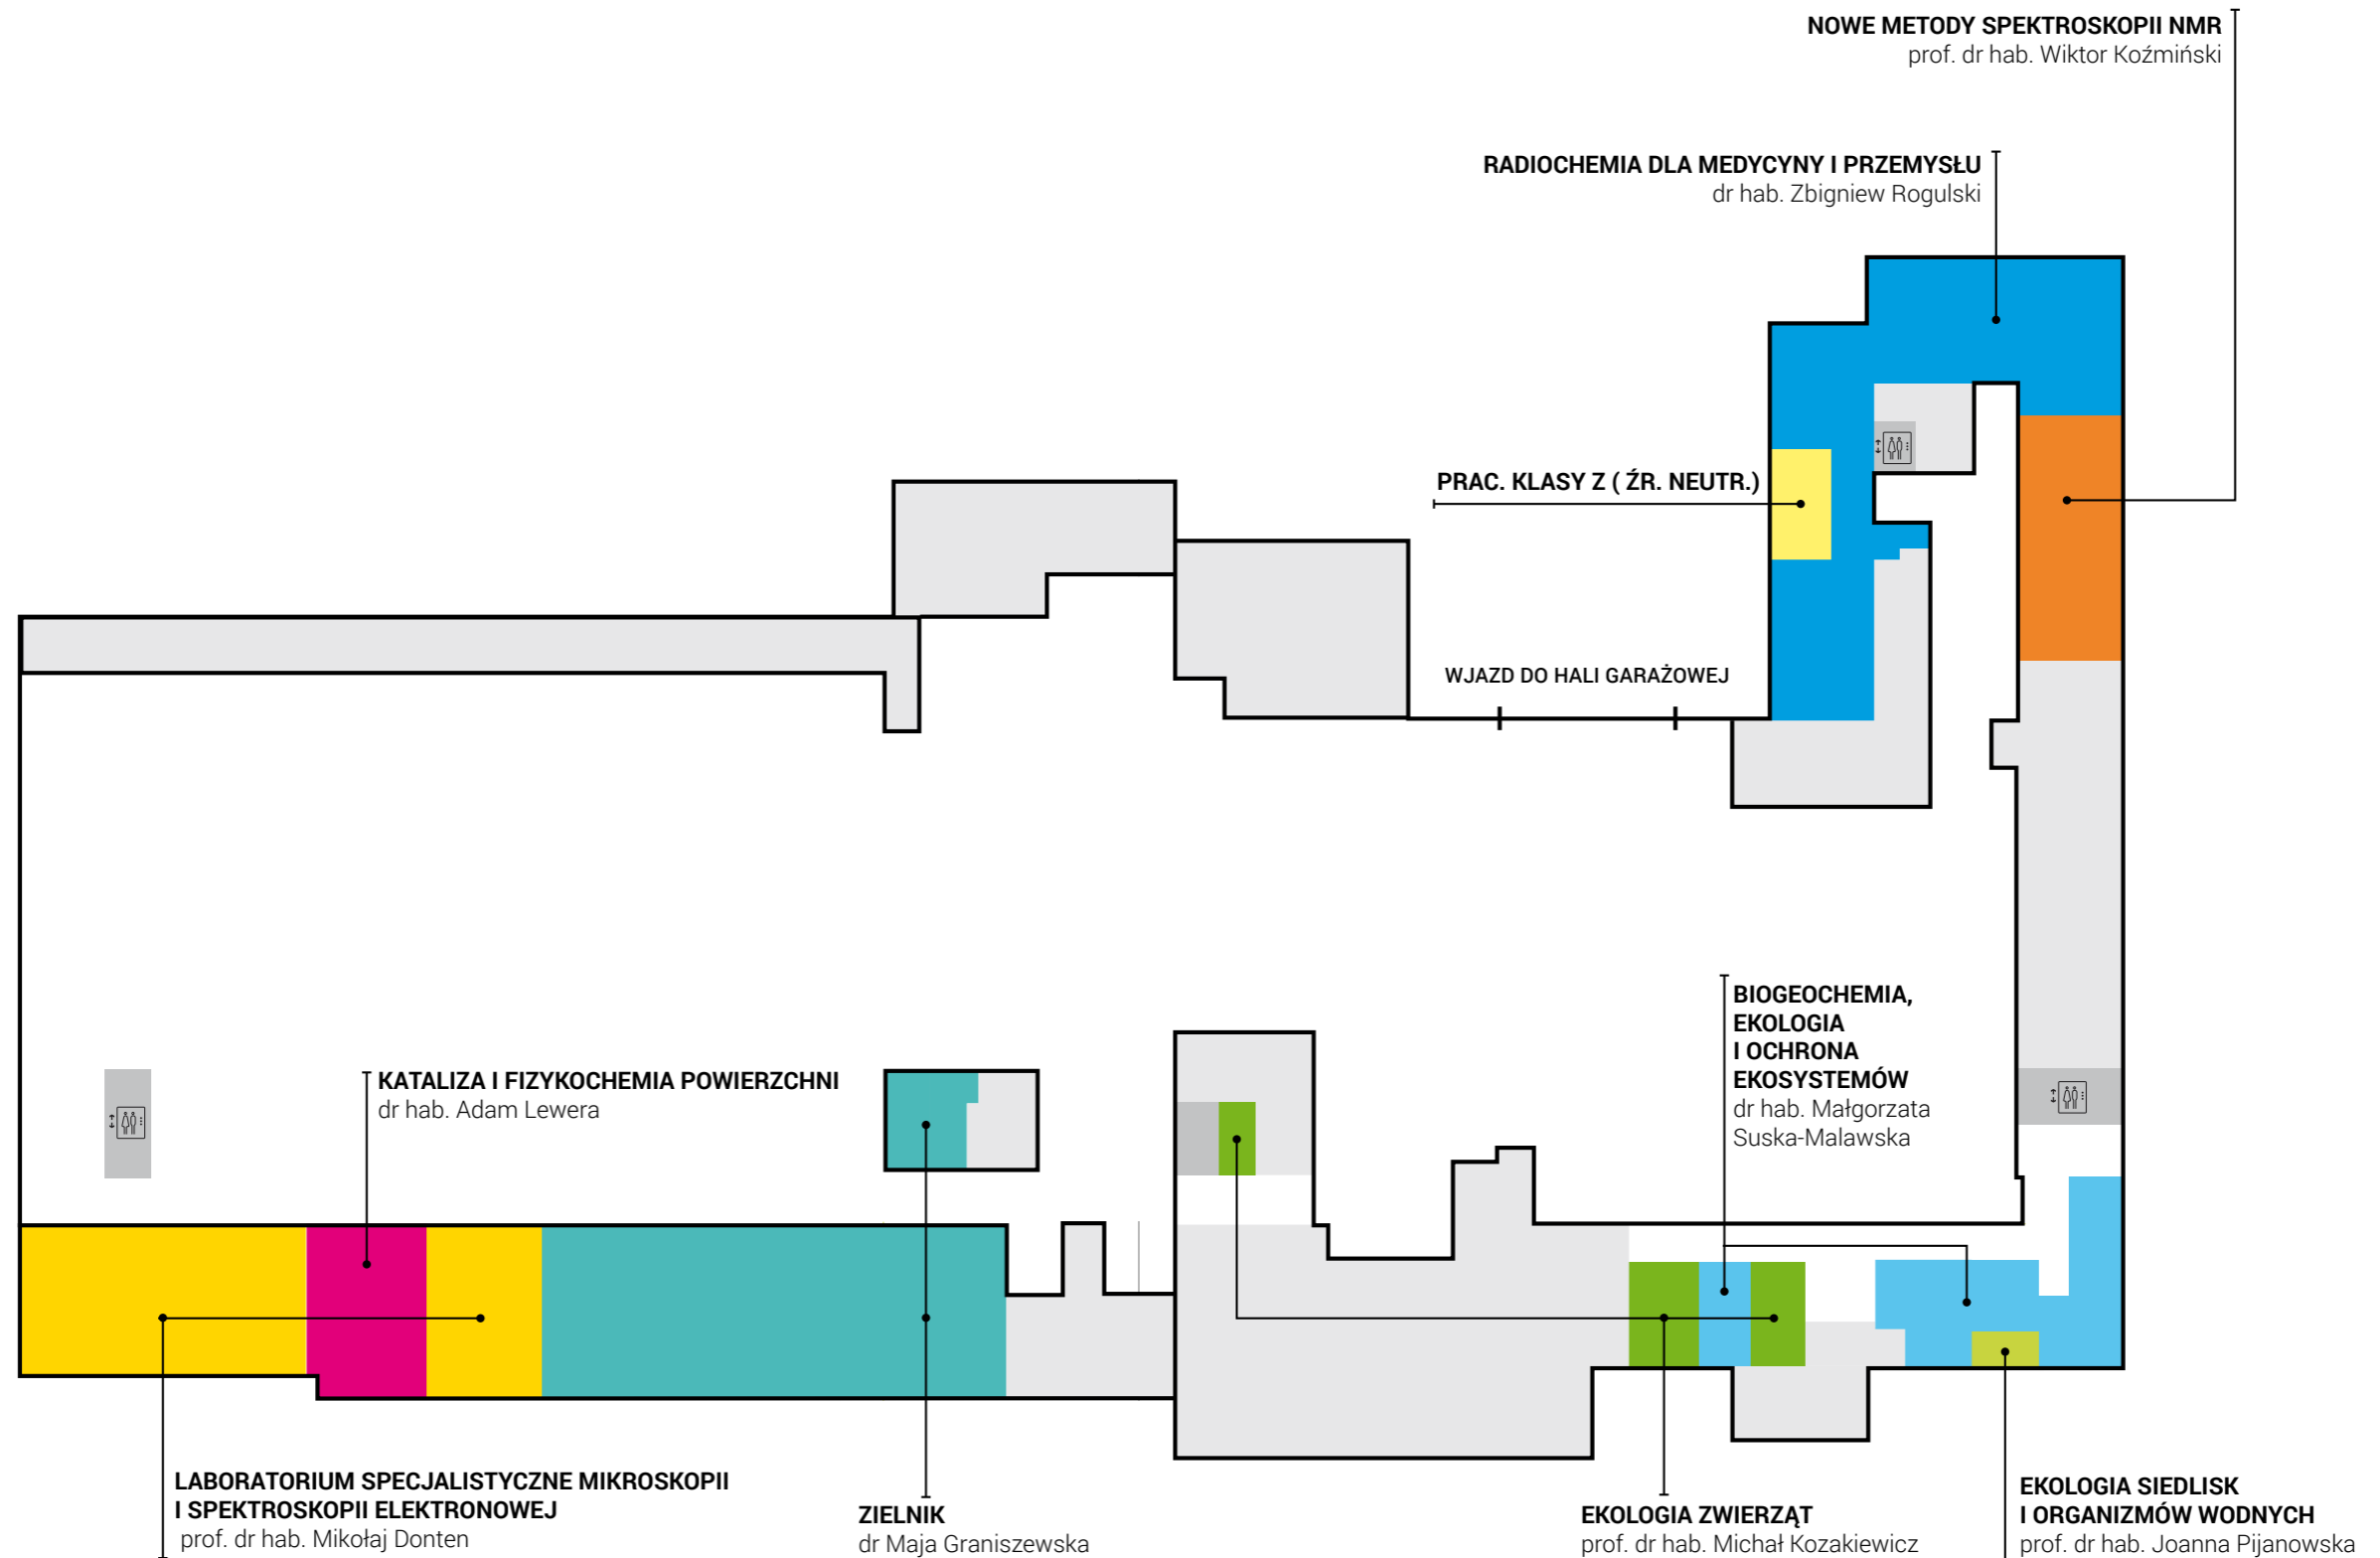 NOWE METODY SPEKTROSKOPII NMR
prof. dr hab. Wiktor Koźmiński
RADIOCHEMIA DLA MEDYCYNY I PRZEMYSŁU
dr hab. Zbigniew Rogulski
PRAC. KLASY Z ( ŹR. NEUTR.)
WJAZD DO HALI GARAŻOWEJ
BIOGEOCHEMIA,
EKOLOGIA
I OCHRONA
EKOSYSTEMÓW
dr hab. Małgorzata
Suska-Malawska
KATALIZA I FIZYKOCHEMIA POWIERZCHNI
dr hab. Adam Lewera
LABORATORIUM SPECJALISTYCZNE MIKROSKOPII
I SPEKTROSKOPII ELEKTRONOWEJ
prof. dr hab. Mikołaj Donten
ZIELNIK
dr Maja Graniszewska
EKOLOGIA ZWIERZĄT
prof. dr hab. Michał Kozakiewicz
EKOLOGIA SIEDLISK
I ORGANIZMÓW WODNYCH
prof. dr hab. Joanna Pijanowska